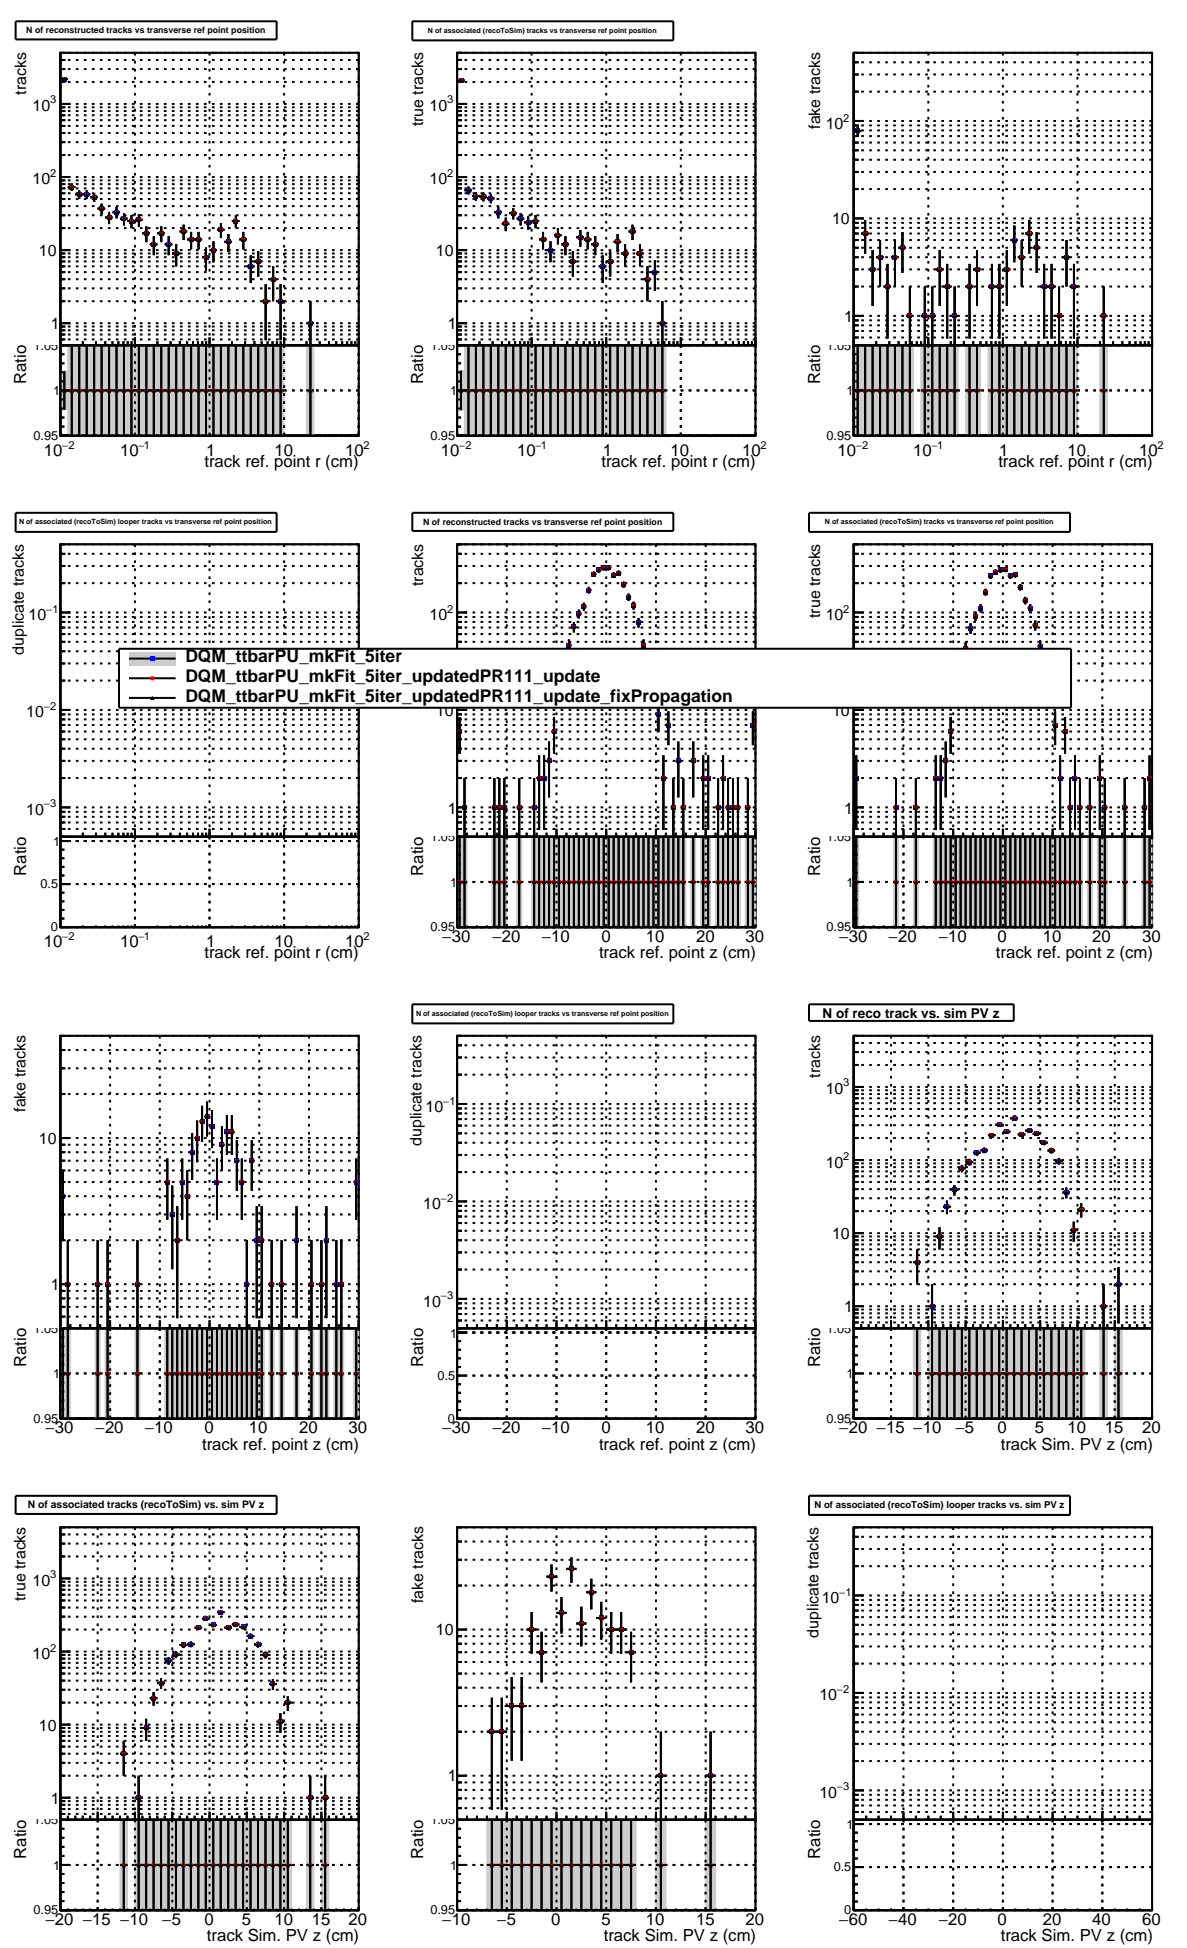 N of reconstructed tracks vs transverse ref point position
N of associated (recoToSim) tracks vs transverse ref point position
tracks
10³
10²
10
1
Ratio
1.05
1
0.95
10⁻² 10⁻¹ 1 10 10²
track ref. point r (cm)
true tracks
10³
10²
10
1
Ratio
1.05
1
0.95
10⁻² 10⁻¹ 1 10 10²
track ref. point r (cm)
fake tracks
10²
10
1
Ratio
1.05
1
0.95
10⁻² 10⁻¹ 1 10 10²
track ref. point r (cm)
N of associated (recoToSim) looper tracks vs transverse ref point position
N of reconstructed tracks vs transverse ref point position
N of associated (recoToSim) tracks vs transverse ref point position
duplicate tracks
10⁻¹
10⁻²
10⁻³
Ratio
1
0.5
0
10⁻² 10⁻¹ 1 10 10²
track ref. point r (cm)
tracks
10²
10
1
Ratio
1.05
1
0.95
−30 −20 −10 0 10 20 30
track ref. point z (cm)
true tracks
10²
10
1
Ratio
1.05
1
0.95
−30 −20 −10 0 10 20 30
track ref. point z (cm)
DQM_ttbarPU_mkFit_5iter
DQM_ttbarPU_mkFit_5iter_updatedPR111_update
DQM_ttbarPU_mkFit_5iter_updatedPR111_update_fixPropagation
N of associated (recoToSim) looper tracks vs transverse ref point position
N of reco track vs. sim PV z
fake tracks
10
1
Ratio
1.05
1
0.95
−30 −20 −10 0 10 20 30
track ref. point z (cm)
duplicate tracks
10⁻¹
10⁻²
10⁻³
Ratio
1
0.5
0
−30 −20 −10 0 10 20 30
track ref. point z (cm)
tracks
10³
10²
10
1
Ratio
1.05
1
0.95
−20 −15 −10 −5 0 5 10 15 20
track Sim. PV z (cm)
N of associated tracks (recoToSim) vs. sim PV z
N of associated (recoToSim) looper tracks vs. sim PV z
true tracks
10³
10²
10
1
Ratio
1.05
1
0.95
−20 −15 −10 −5 0 5 10 15 20
track Sim. PV z (cm)
fake tracks
10
1
Ratio
1.05
1
0.95
−10 −5 0 5 10 15 20
track Sim. PV z (cm)
duplicate tracks
10⁻¹
10⁻²
10⁻³
Ratio
1
0.5
0
−60 −40 −20 0 20 40 60
track Sim. PV z (cm)